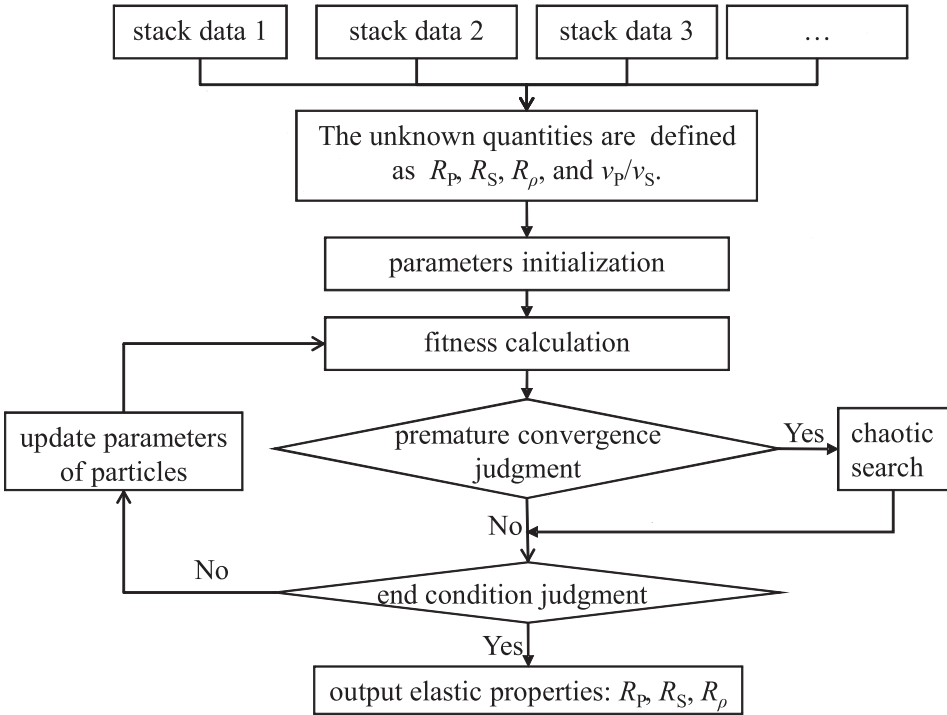 stack data 1
stack data 2
stack data 3
…
The unknown quantities are defined
as R_P, R_S, R_ρ, and v_P/v_S.
parameters initialization
fitness calculation
premature convergence
judgment
Yes
chaotic
search
update parameters
of particles
No
No
end condition judgment
Yes
output elastic properties: R_P, R_S, R_ρ